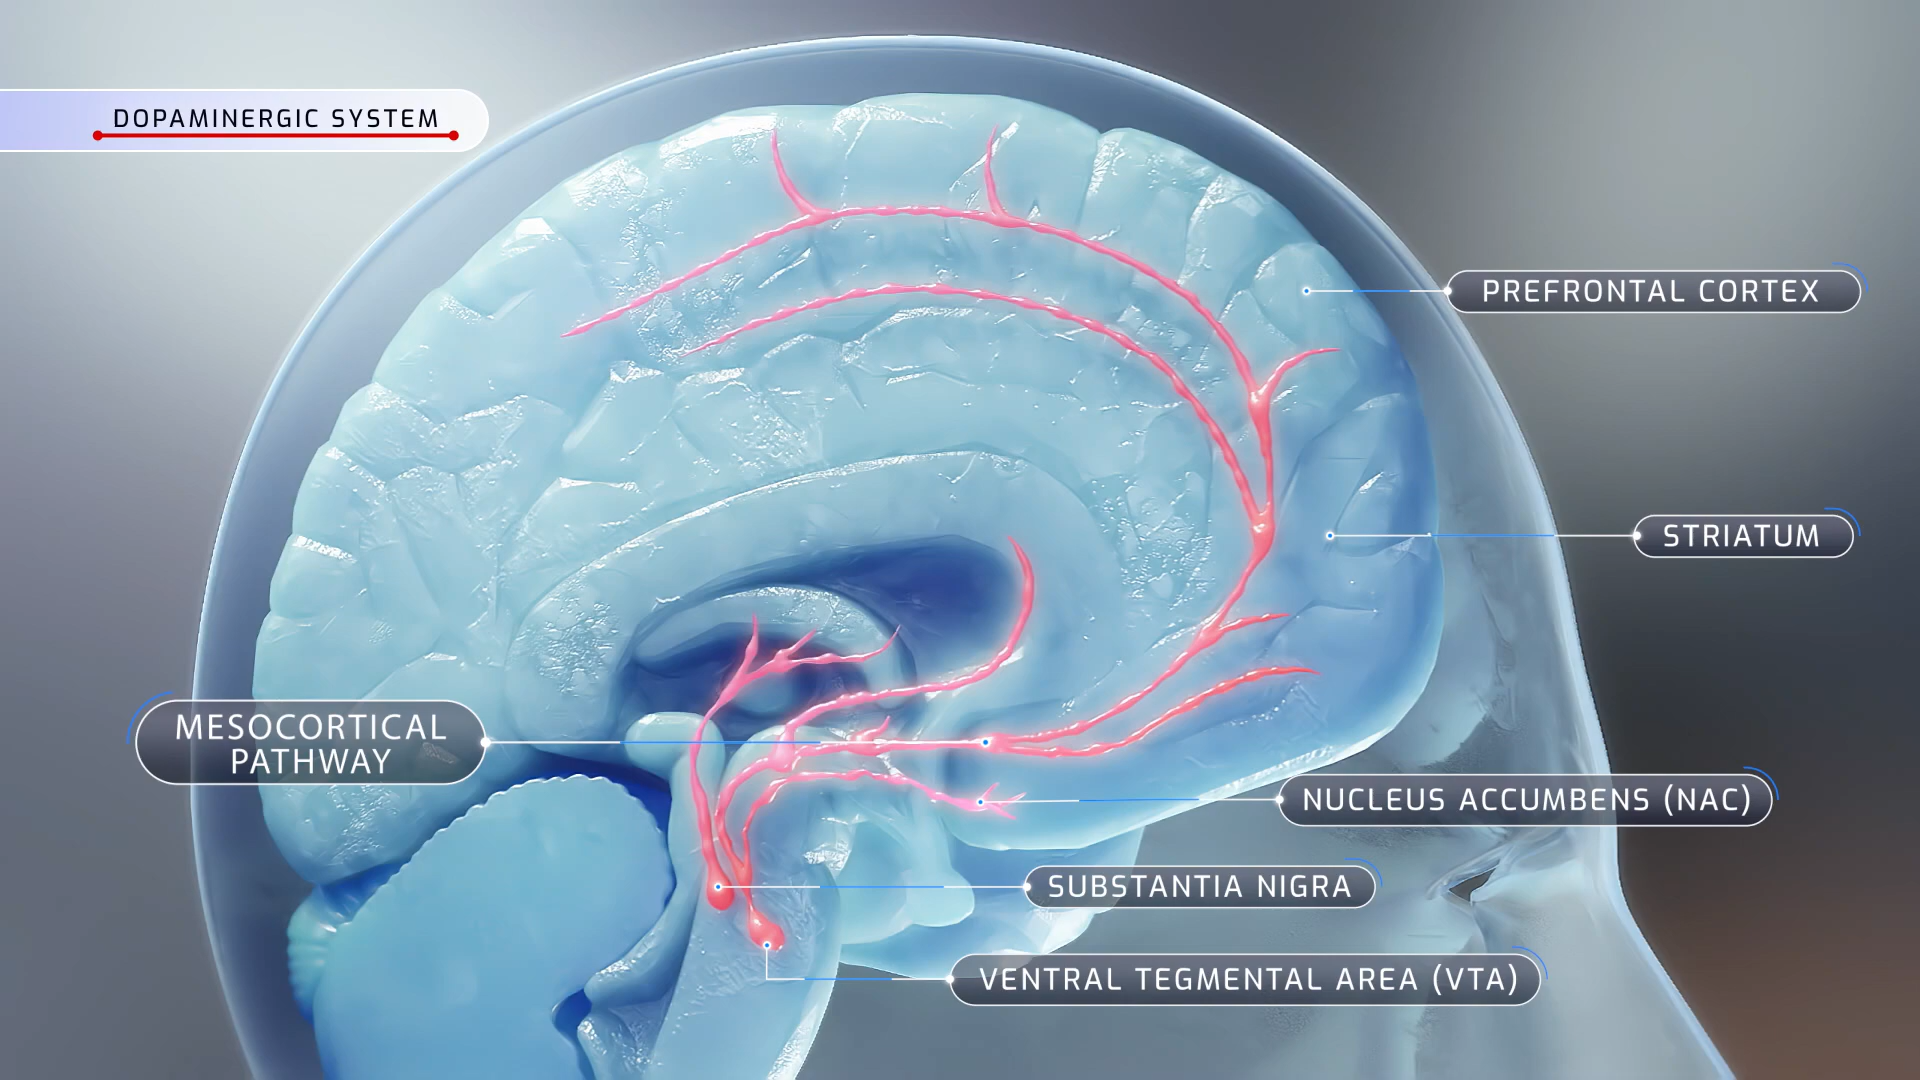 DOPAMINERGIC SYSTEM
PREFRONTAL CORTEX
STRIATUM
MESOCORTICAL
PATHWAY
NUCLEUS ACCUMBENS (NAC)
SUBSTANTIA NIGRA
VENTRAL TEGMENTAL AREA (VTA)